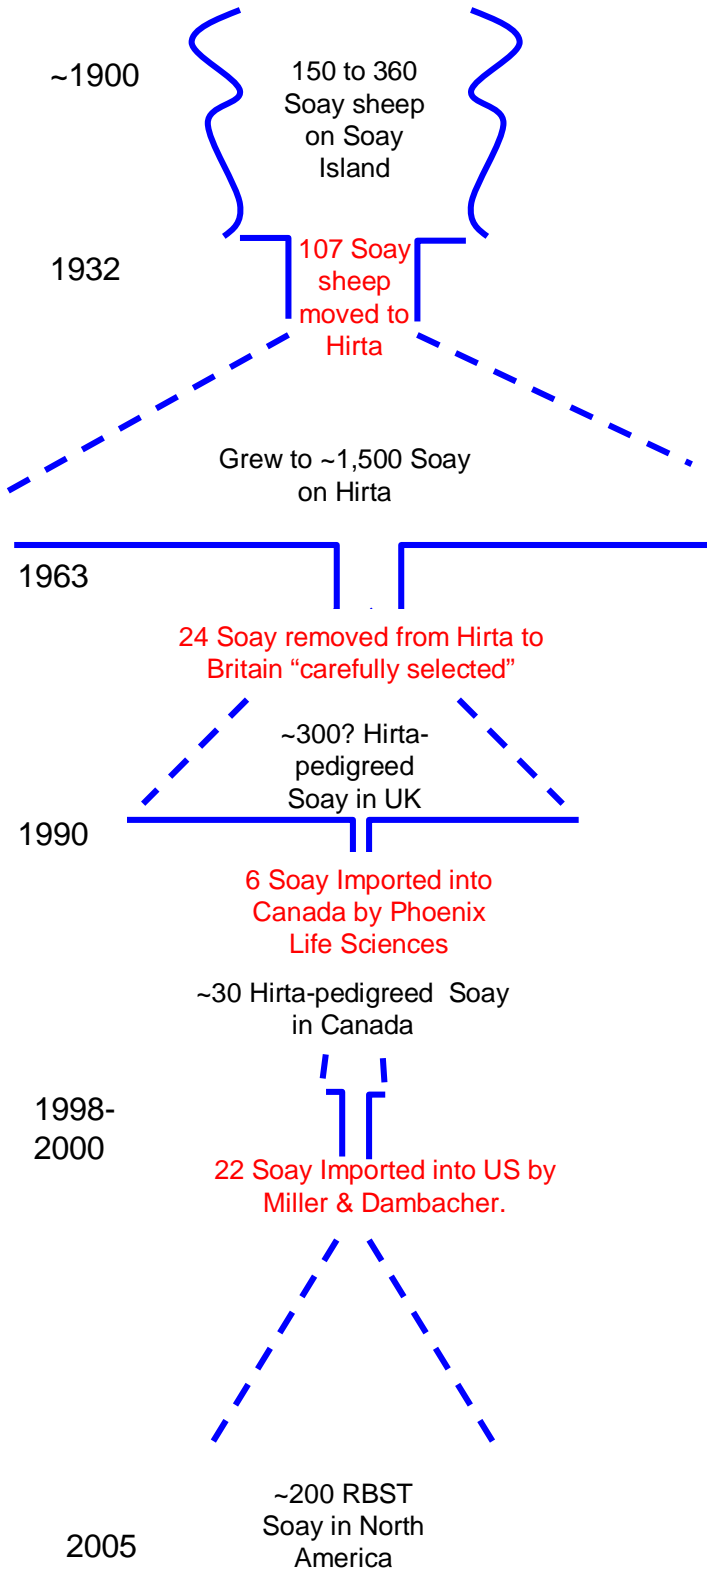 ~1900
150 to 360
Soay sheep
on Soay
Island
1932
107 Soay
sheep
moved to
Hirta
Grew to ~1,500 Soay
on Hirta
1963
24 Soay removed from Hirta to
Britain “carefully selected”
~300? Hirta-
pedigreed
Soay in UK
1990
6 Soay Imported into
Canada by Phoenix
Life Sciences
~30 Hirta-pedigreed Soay
in Canada
1998-
2000
22 Soay Imported into US by
Miller & Dambacher.
~200 RBST
Soay in North
America
2005